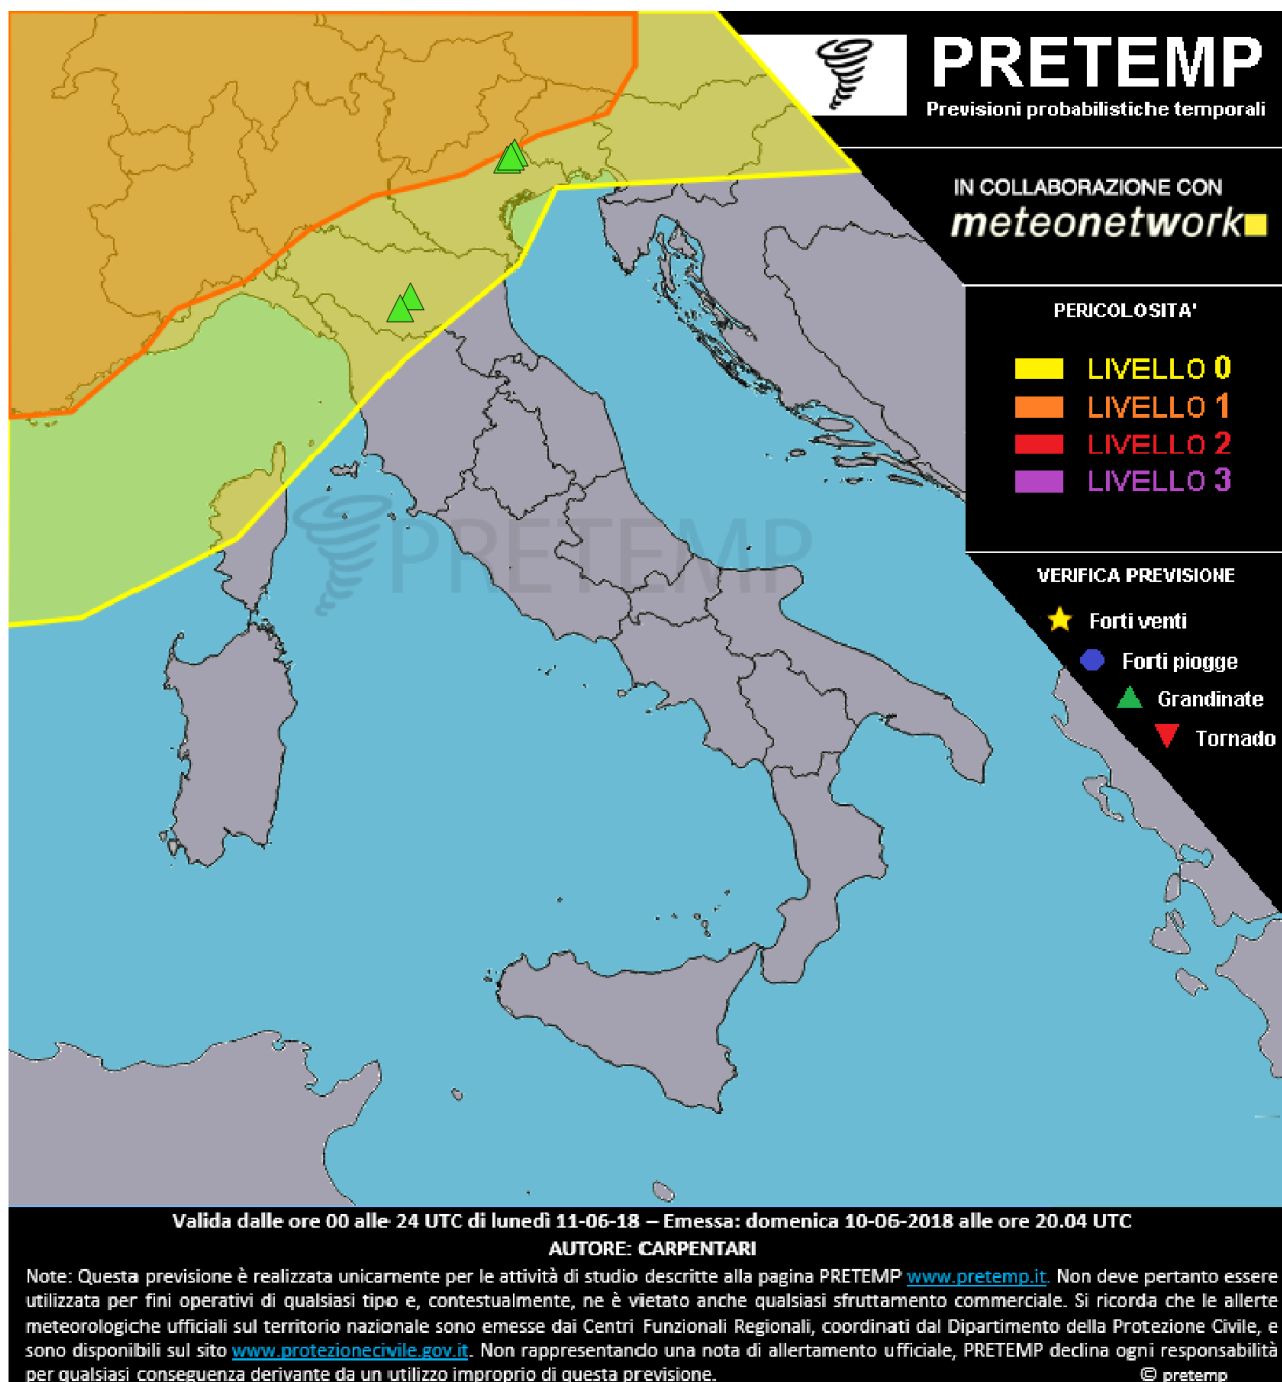 PRETEMP
Previsioni probabilistiche temporali
IN COLLABORAZIONE CON
meteonetwork
PERICOLOSITA'
LIVELLO 0
LIVELLO 1
LIVELLO 2
LIVELLO 3
PRETEMP
VERIFICA PREVISIONE
Forti venti
Forti piogge
Grandinate
Tornado
Valida dalle ore 00 alle 24 UTC di lunedì 11-06-18 – Emessa: domenica 10-06-2018 alle ore 20.04 UTC
AUTORE: CARPENTARI
Note: Questa previsione è realizzata unicamente per le attività di studio descritte alla pagina PRETEMP www.pretemp.it. Non deve pertanto essere
utilizzata per fini operativi di qualsiasi tipo e, contestualmente, ne è vietato anche qualsiasi sfruttamento commerciale. Si ricorda che le allerte
meteorologiche ufficiali sul territorio nazionale sono emesse dai Centri Funzionali Regionali, coordinati dal Dipartimento della Protezione Civile, e
sono disponibili sul sito www.protezionecivile.gov.it. Non rappresentando una nota di allertamento ufficiale, PRETEMP declina ogni responsabilità
per qualsiasi conseguenza derivante da un utilizzo improprio di questa previsione.
© pretemp